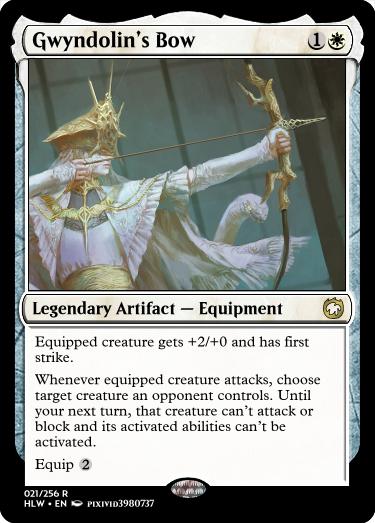 Gwyndolin's Bow 1
Legendary Artifact — Equipment
Equipped creature gets +2/+0 and has first
strike.
Whenever equipped creature attacks, choose
target creature an opponent controls. Until
your next turn, that creature can't attack or
block and its activated abilities can't be
activated.
Equip 2
021/256 R
HLW • EN PIXIVID3980737